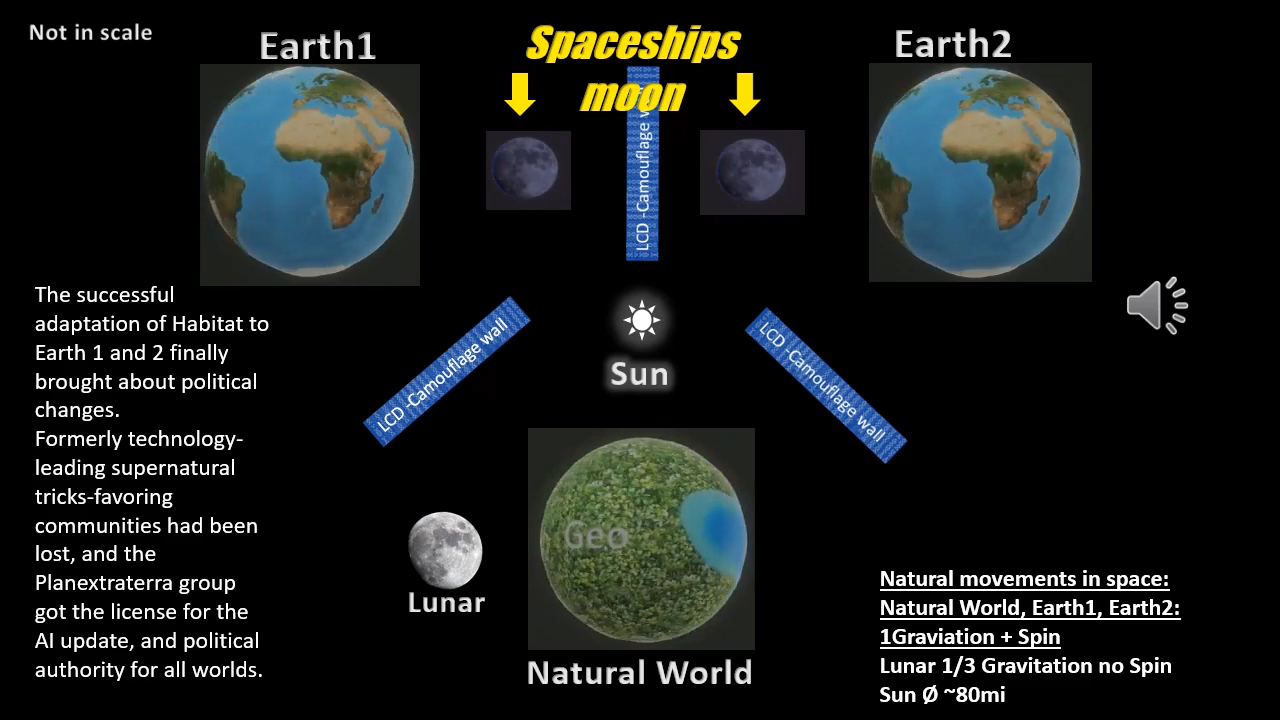 Not in scale
Earth1
Spaceships
moon
Earth2
LCD -Camouflage w
LCD -Camouflage wall
LCD -Camouflage wall
Sun
The successful
adaptation of Habitat to
Earth 1 and 2 finally
brought about political
changes.
Formerly technology-
leading supernatural
tricks-favoring
communities had been
lost, and the
Planextraterra group
got the license for the
AI update, and political
authority for all worlds.
Geo
Lunar
Natural World
Natural movements in space:
Natural World, Earth1, Earth2:
1Graviation + Spin
Lunar 1/3 Gravitation no Spin
Sun Ø ~80mi